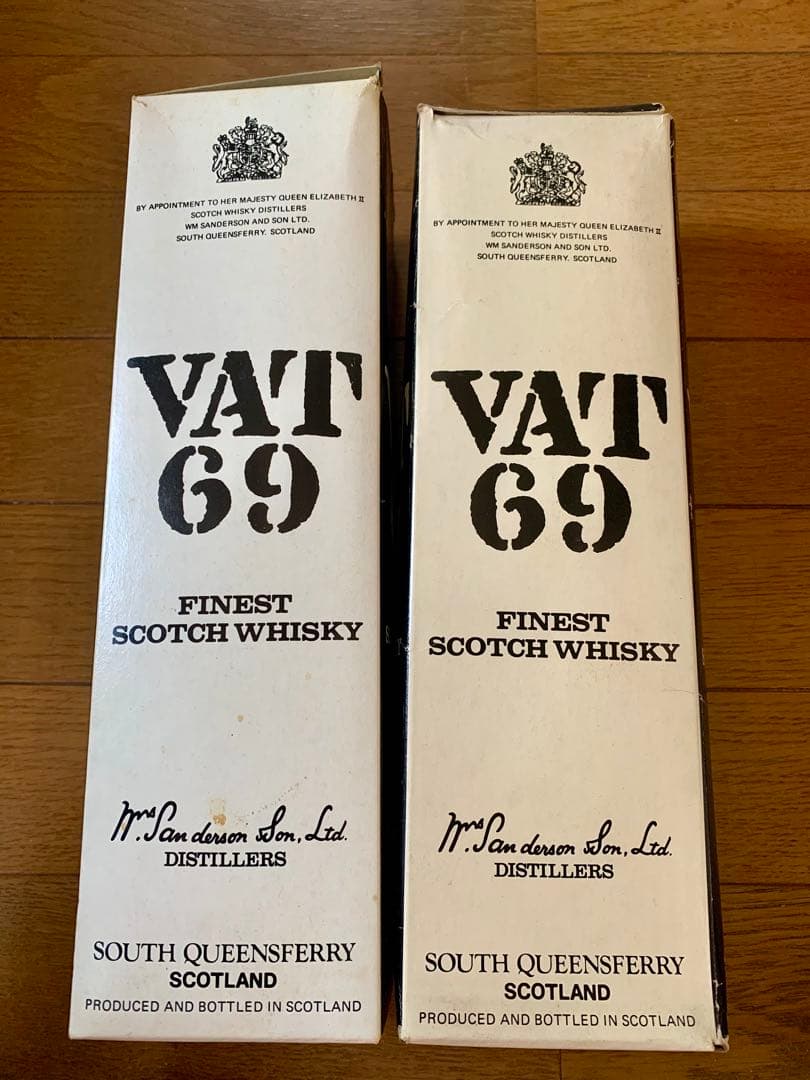 BY APPOINTMENT TO HER MAJESTY QUEEN ELIZABETH II
SCOTCH WHISKY DISTILLERS
WM SANDERSON AND SON LTD.
SOUTH QUEENSFERRY. SCOTLAND
VAT
69
FINEST
SCOTCH WHISKY
Wm Sanderson & Son, Ltd.
DISTILLERS
SOUTH QUEENSFERRY
SCOTLAND
PRODUCED AND BOTTLED IN SCOTLAND
BY APPOINTMENT TO HER MAJESTY QUEEN ELIZABETH II
SCOTCH WHISKY DISTILLERS
WM SANDERSON AND SON LTD.
SOUTH QUEENSFERRY. SCOTLAND
VAT
69
FINEST
SCOTCH WHISKY
Wm Sanderson & Son, Ltd.
DISTILLERS
SOUTH QUEENSFERRY
SCOTLAND
PRODUCED AND BOTTLED IN SCOTLAND